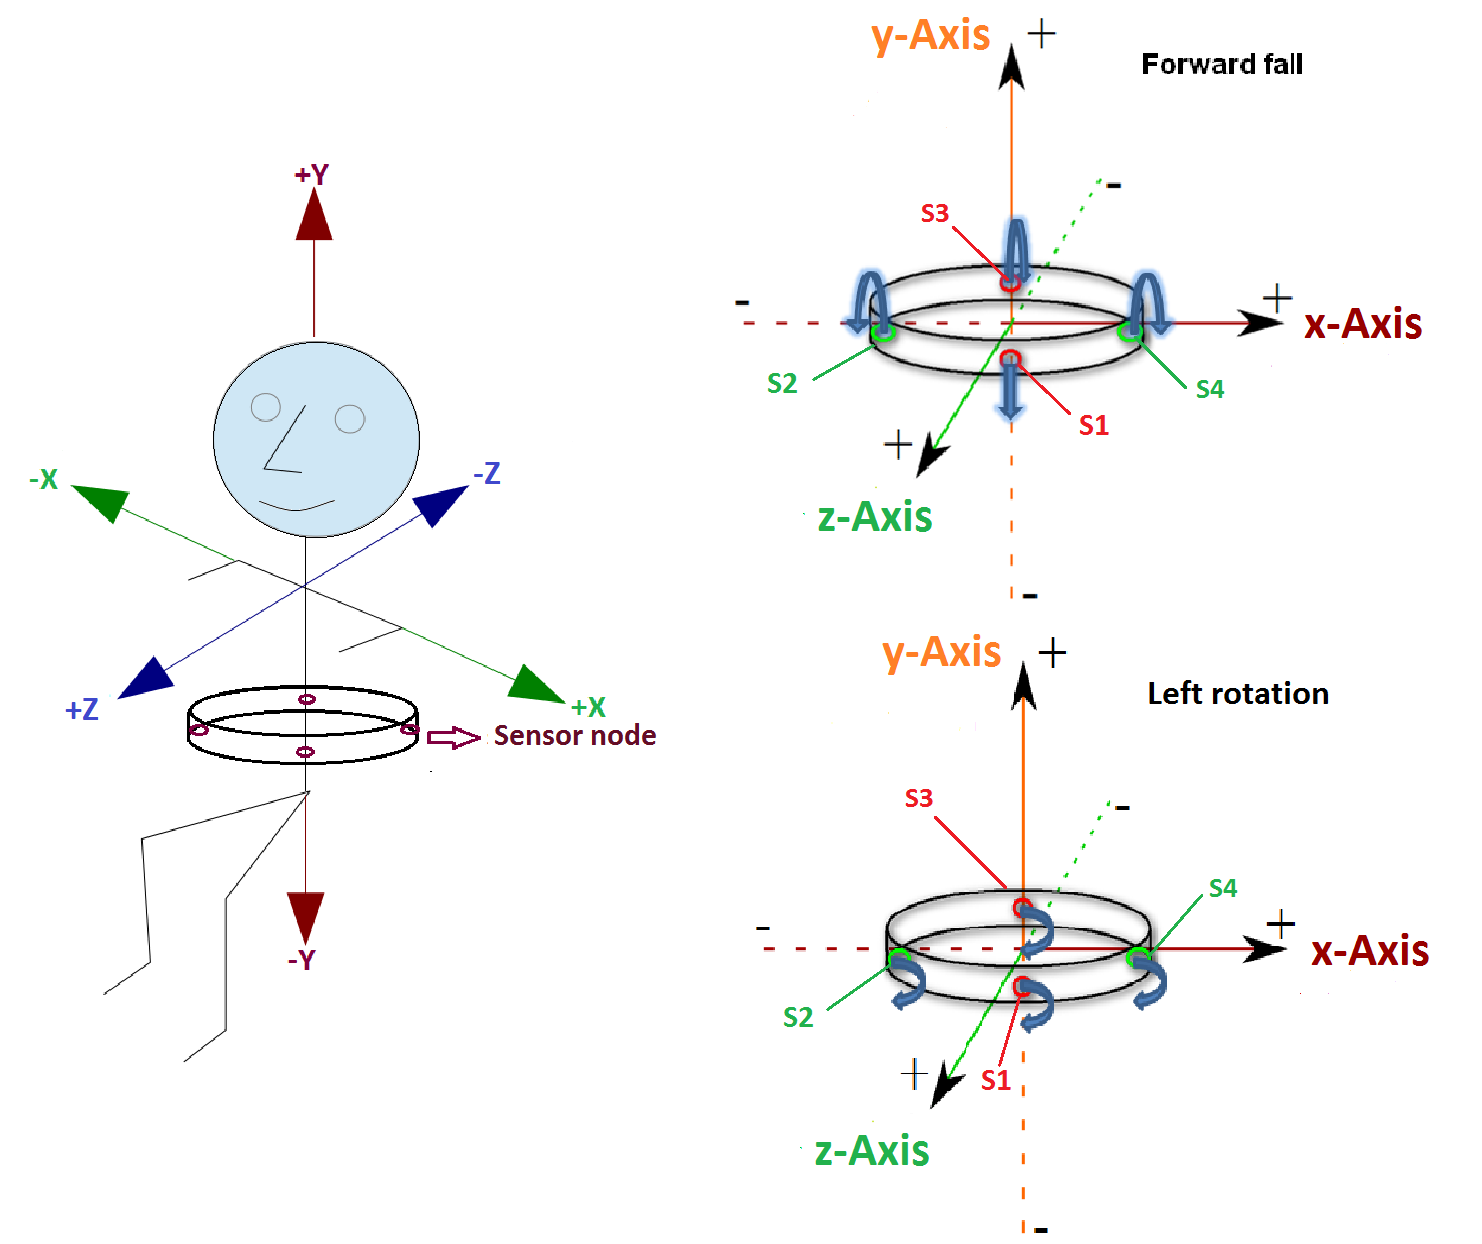 +Y
-X
-Z
+Z
+X
Sensor node
-Y
y-Axis +
Forward fall
-
S3
- + x-Axis
S2
S4
S1
+
z-Axis
-
y-Axis +
Left rotation
S3
-
S4
- + x-Axis
S2
S1
+
z-Axis
-